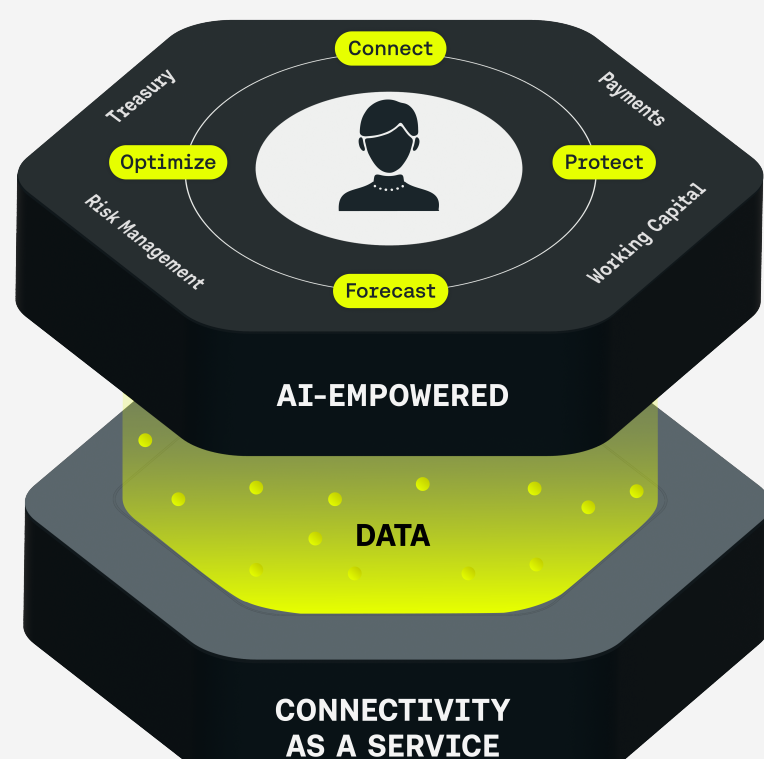 Connect
Treasury
Payments
Optimize
Protect
Risk Management
Working Capital
Forecast
AI-EMPOWERED
DATA
CONNECTIVITY
AS A SERVICE